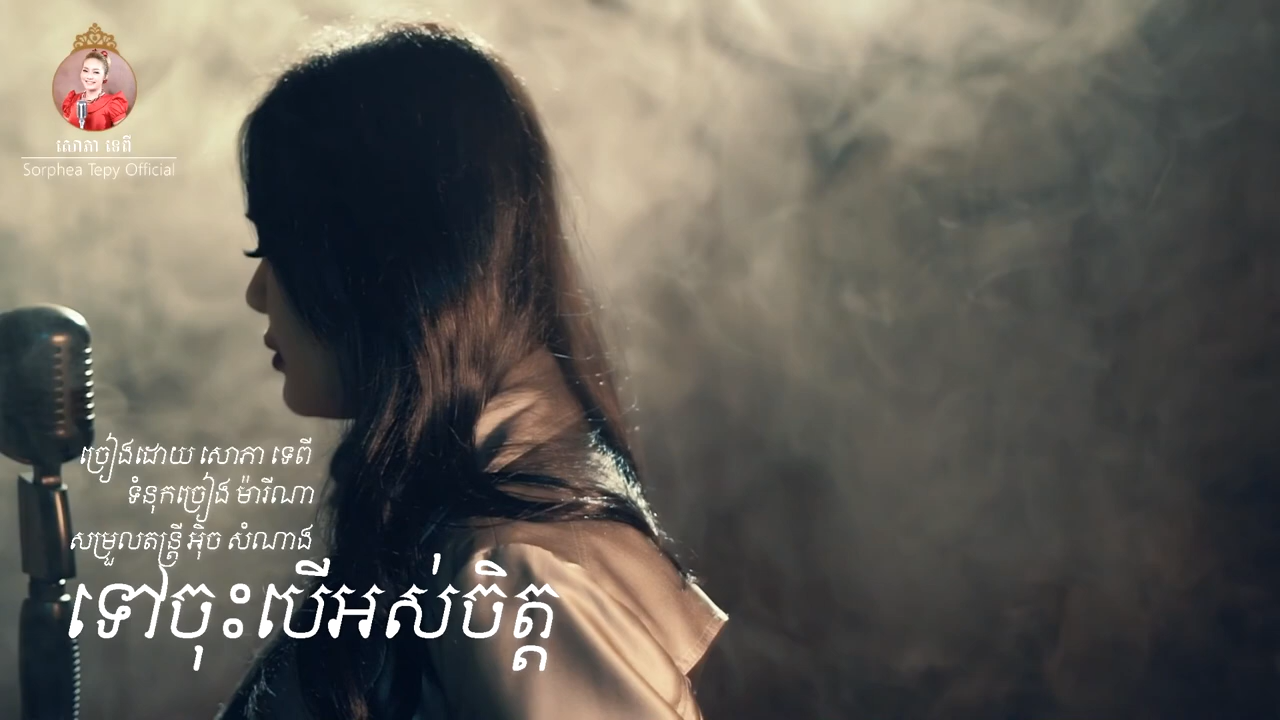 សោភា ទេពី
Sorphea Tepy Official
ច្រៀងដោយ សោភា ទេពី
ទំនុកច្រៀង ម៉ារីណា
សម្រួលតន្ត្រី អ៊ិច សំណាង
ទៅចុះបើអស់ចិត្ត